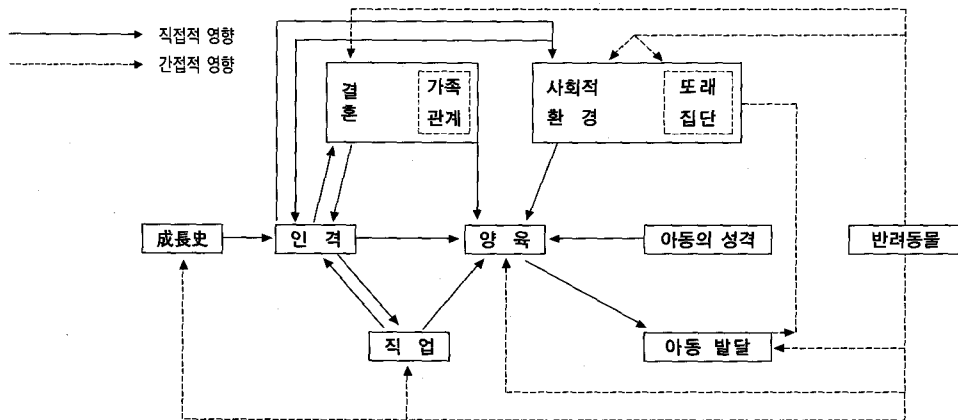 직접적 영향
간접적 영향
결혼
가족
관계
사회적
환 경
또래
집단
成長史
인 격
양 육
아동의 성격
반려동물
직 업
아동 발달